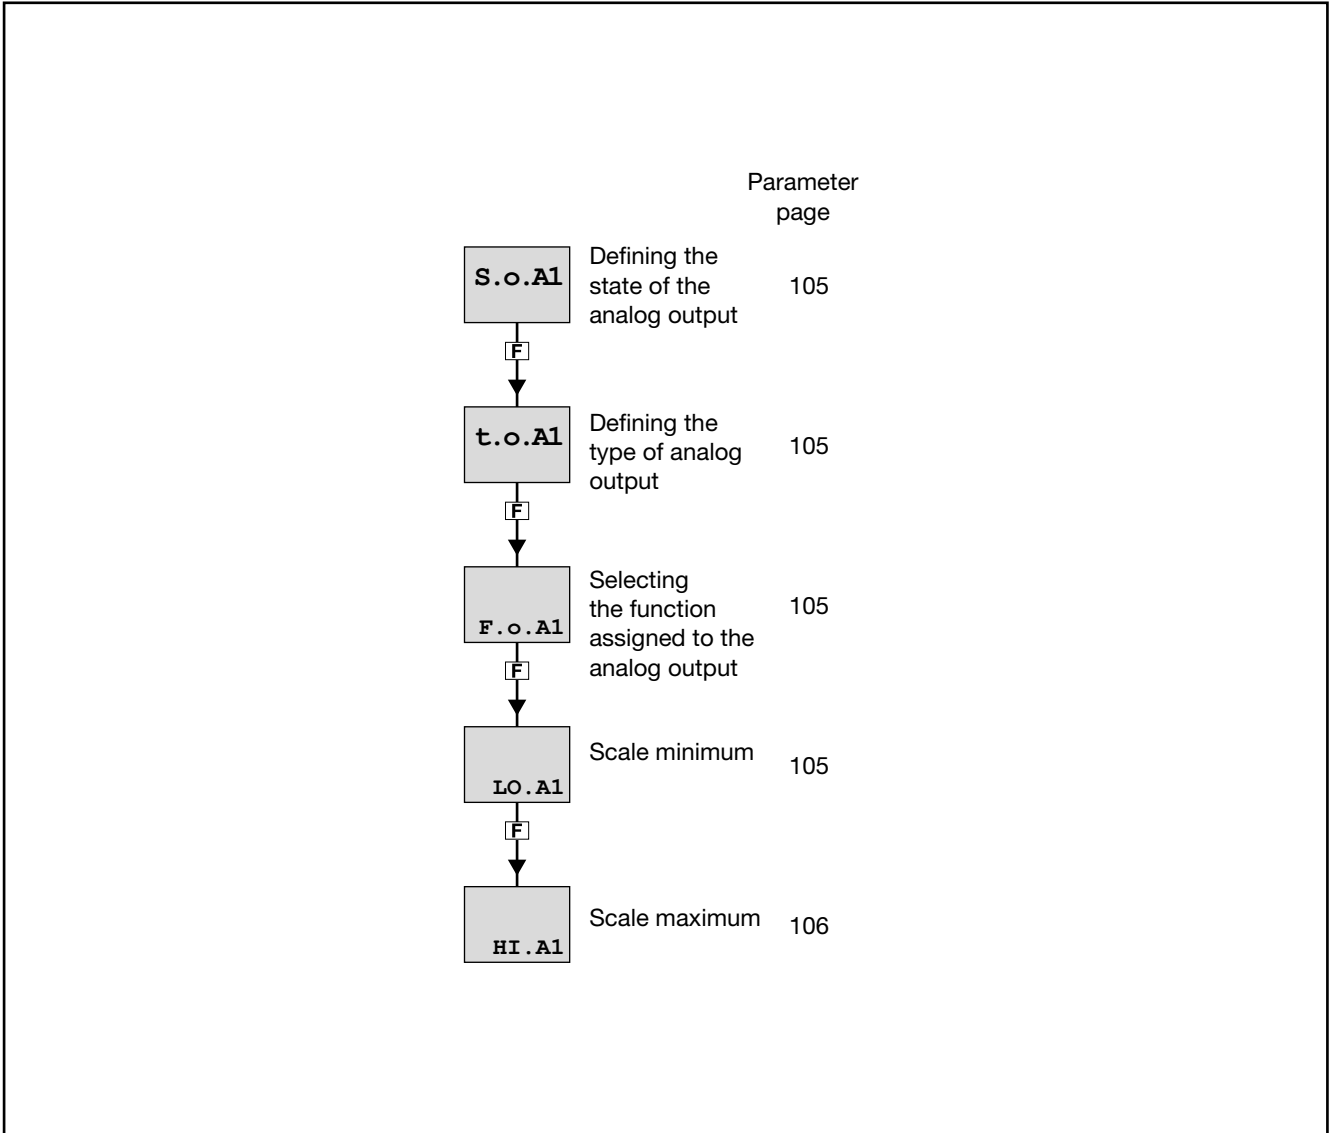 Parameter
page
S.o.A1
Defining the
state of the
analog output
105
F
t.o.A1
Defining the
type of analog
output
105
F
F.o.A1
Selecting
the function
assigned to the
analog output
105
F
LO.A1
Scale minimum
105
F
HI.A1
Scale maximum
106